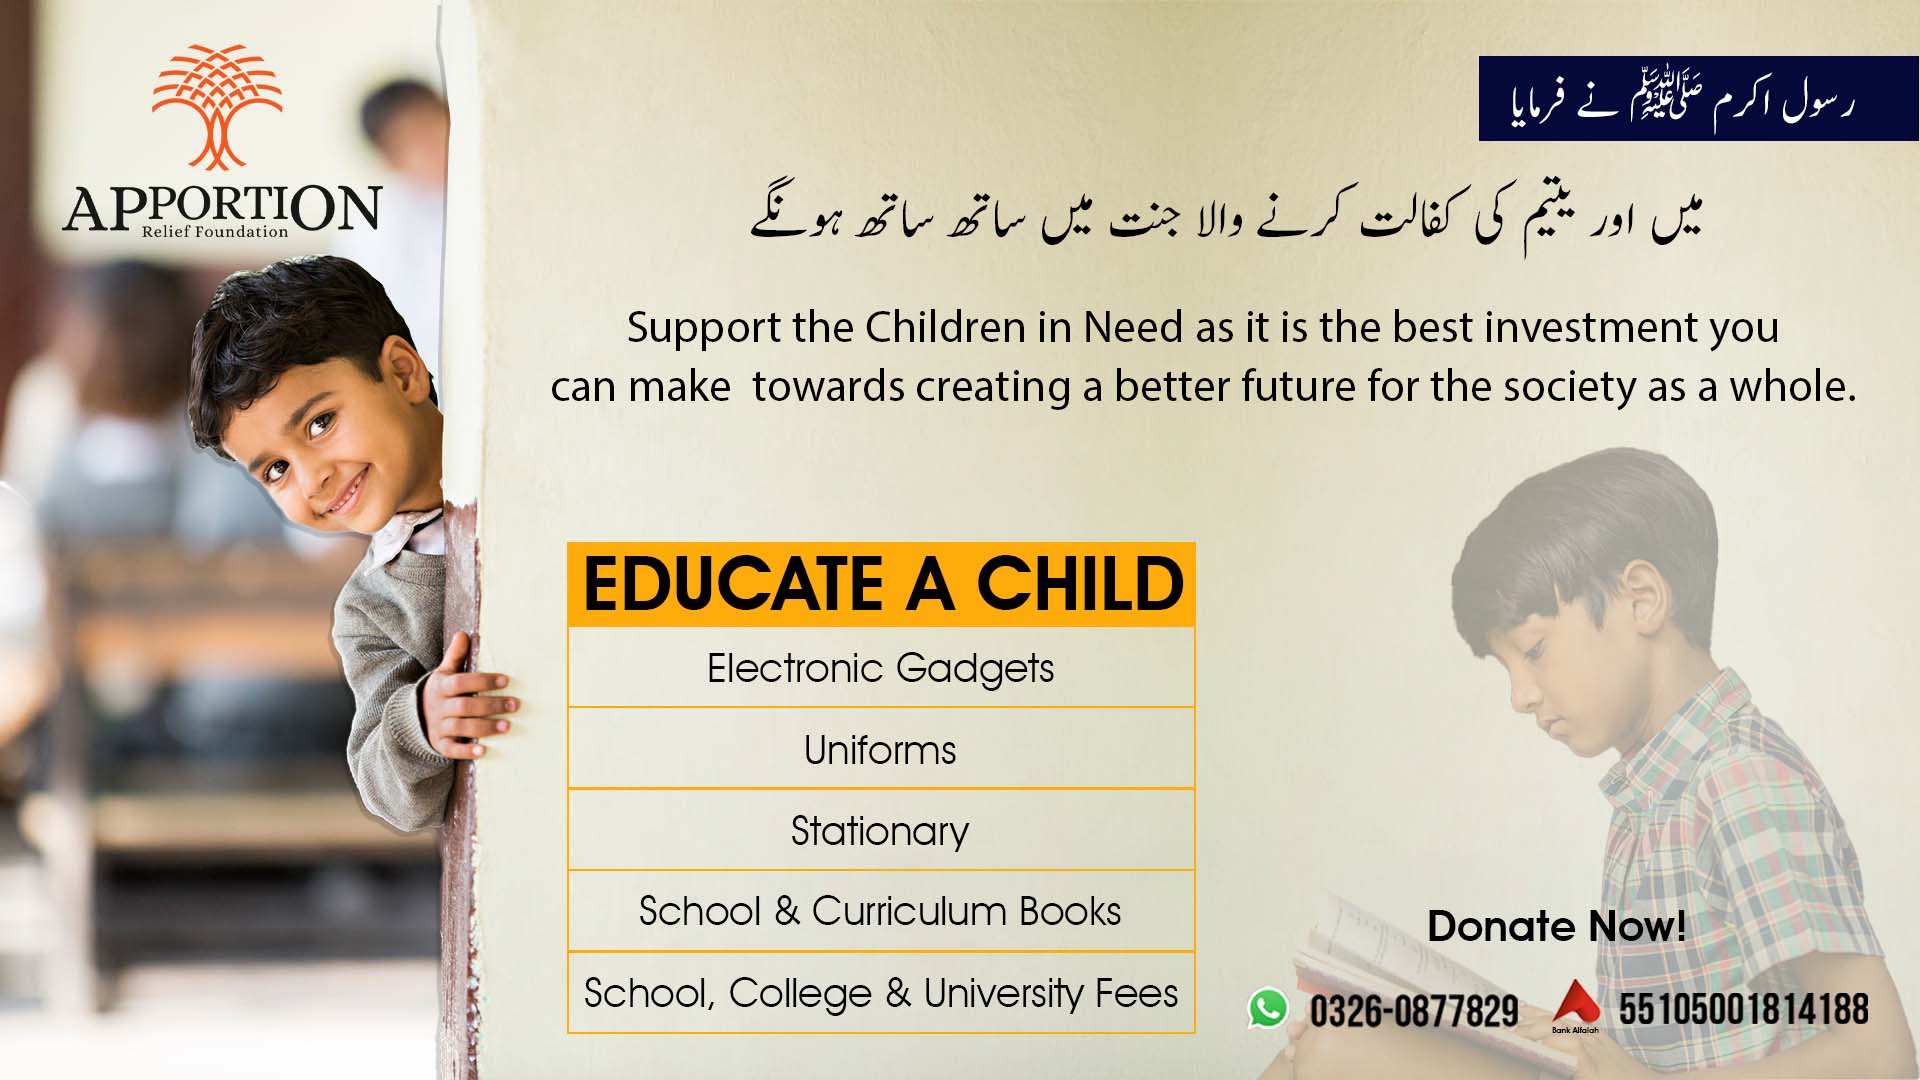 APPORTION
Relief Foundation
رسول اکرم ﷺ نے فرمایا
میں اور یتیم کی کفالت کرنے والا جنت میں ساتھ ساتھ ہونگے
Support the Children in Need as it is the best investment you
can make towards creating a better future for the society as a whole.
EDUCATE A CHILD
Electronic Gadgets
Uniforms
Stationary
School & Curriculum Books
School, College & University Fees
Donate Now!
0326-0877829
Bank Alfalah
55105001814188